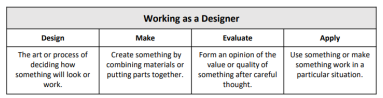 Working as a Designer
Design Make Evaluate Apply
The art or process of Create something by Form an opinion of the Use something or make
deciding how combining materials or value or quality of something work in a
something will look or putting parts together. something after careful particular situation.
work. thought.